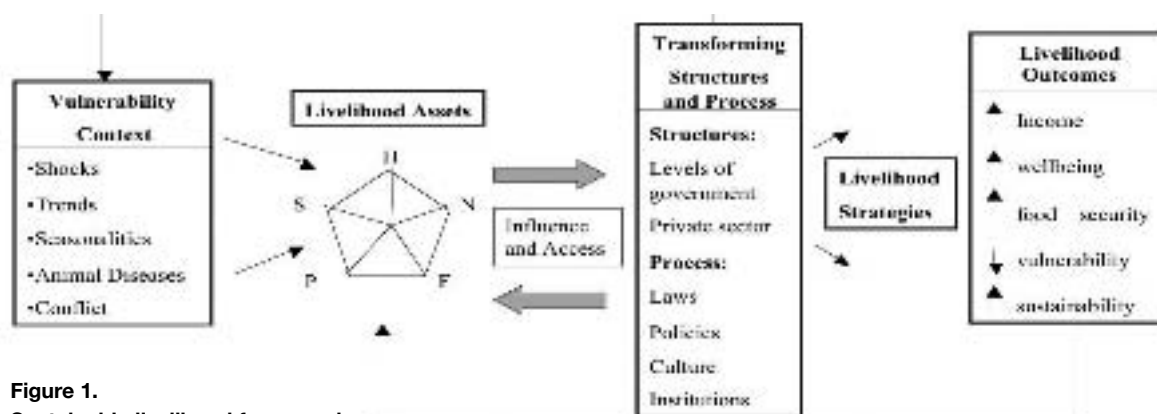 Vulnerability
Context
•Shocks
•Trends
•Seasonalities
•Animal Diseases
•Conflict
Livelihood Assets
H
S
N
P
F
Influence
and Access
Transforming
Structures
and Process
Structures:
Levels of
government
Private sector
Process:
Laws
Policies
Culture
Institutions
Livelihood
Strategies
Livelihood
Outcomes
Income
wellbeing
food security
vulnerability
sustainability
Figure 1.